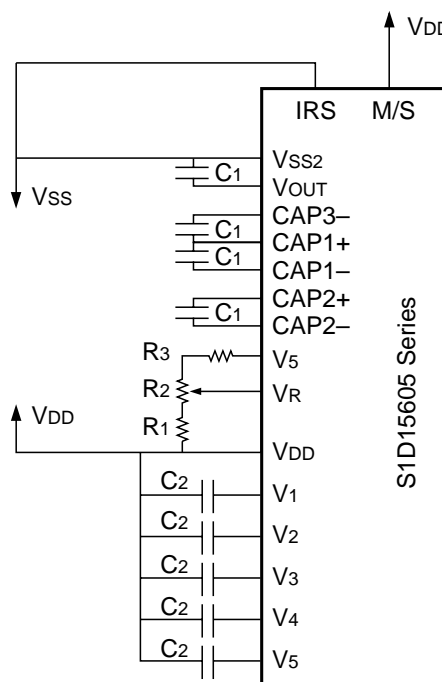 VDD
IRS M/S
VSS2
C1
VOUT
VSS
CAP3–
C1
CAP1+
C1
CAP1–
CAP2+
C1
CAP2–
R3
V5
R2
VR
VDD
R1
VDD
C2
V1
C2
V2
C2
V3
C2
V4
C2
V5
S1D15605 Series